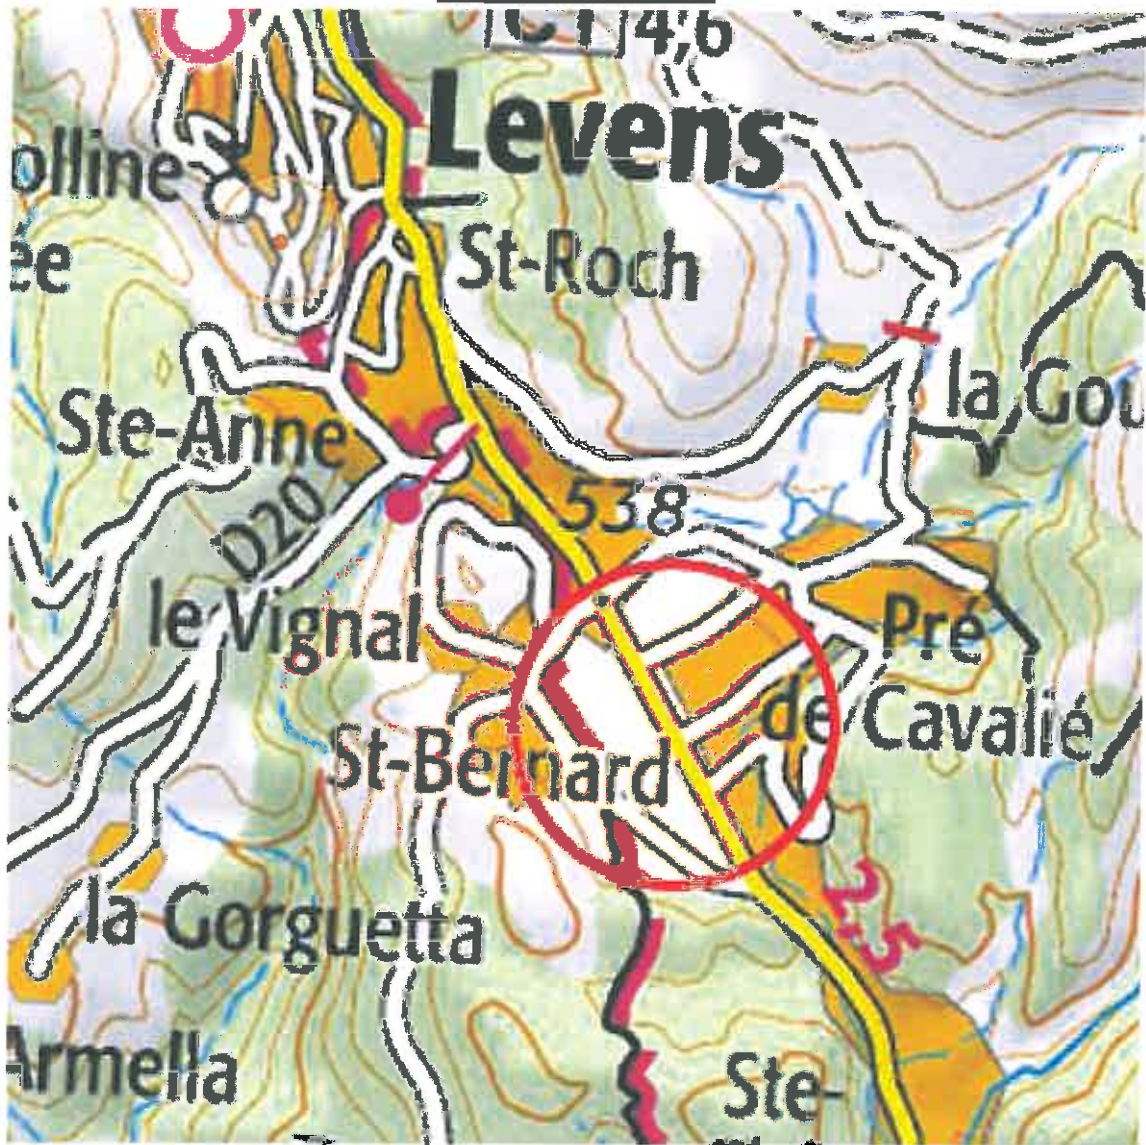 C1 4,6
Levens
olline
St-Roch
ée
la Gou
Ste-Anne
538
D20
le Vignal
Pré
de Cavalié
St-Bernard
2,5
la Gorguetta
Armella
Ste-